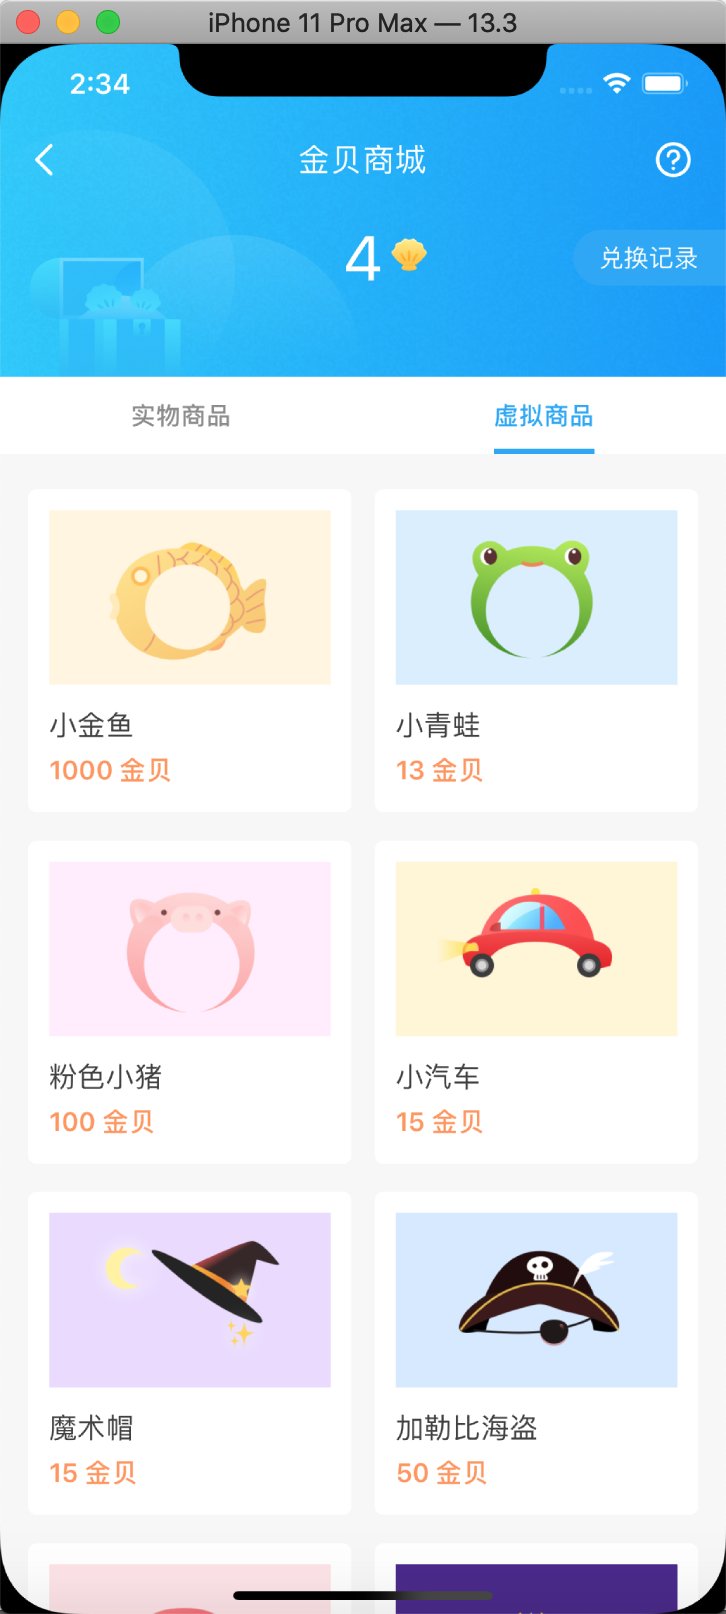 iPhone 11 Pro Max — 13.3
2:34
金贝商城
4
兑换记录
实物商品
虚拟商品
小金鱼
1000 金贝
小青蛙
13 金贝
粉色小猪
100 金贝
小汽车
15 金贝
魔术帽
15 金贝
加勒比海盗
50 金贝